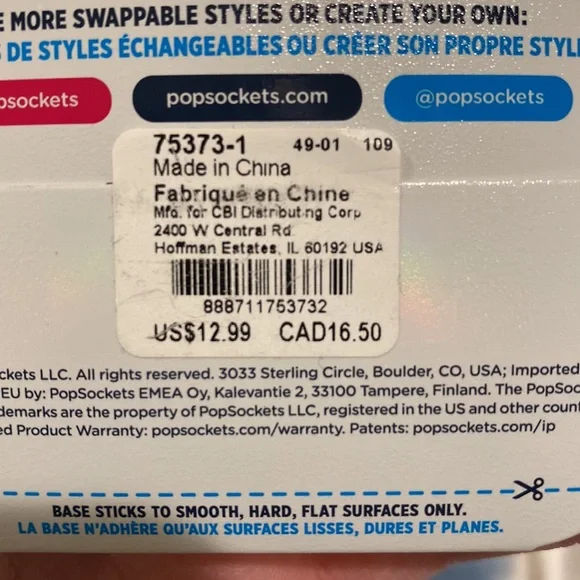 E MORE SWAPPABLE STYLES OR CREATE YOUR OWN:
DE STYLES ÉCHANGEABLES OU CRÉER SON PROPRE STYL
osockets popsockets.com @popsockets
75373-1 49-01 109
Made in China
Fabriqué en Chine
Mfg. for CBI Distributing Corp
2400 W Central Rd
Hoffman Estates, IL 60192 USA
888711753732
US$12.99 CAD16.50
ckets LLC. All rights reserved. 3033 Sterling Circle, Boulder, CO, USA; Imported
EU by: PopSockets EMEA Oy, Kalevantie 2, 33100 Tampere, Finland. The PopSoc
demarks are the property of PopSockets LLC, registered in the US and other count
ed Product Warranty: popsockets.com/warranty. Patents: popsockets.com/ip
BASE STICKS TO SMOOTH, HARD, FLAT SURFACES ONLY.
LA BASE N'ADHÈRE QU'AUX SURFACES LISSES, DURES ET PLANES.